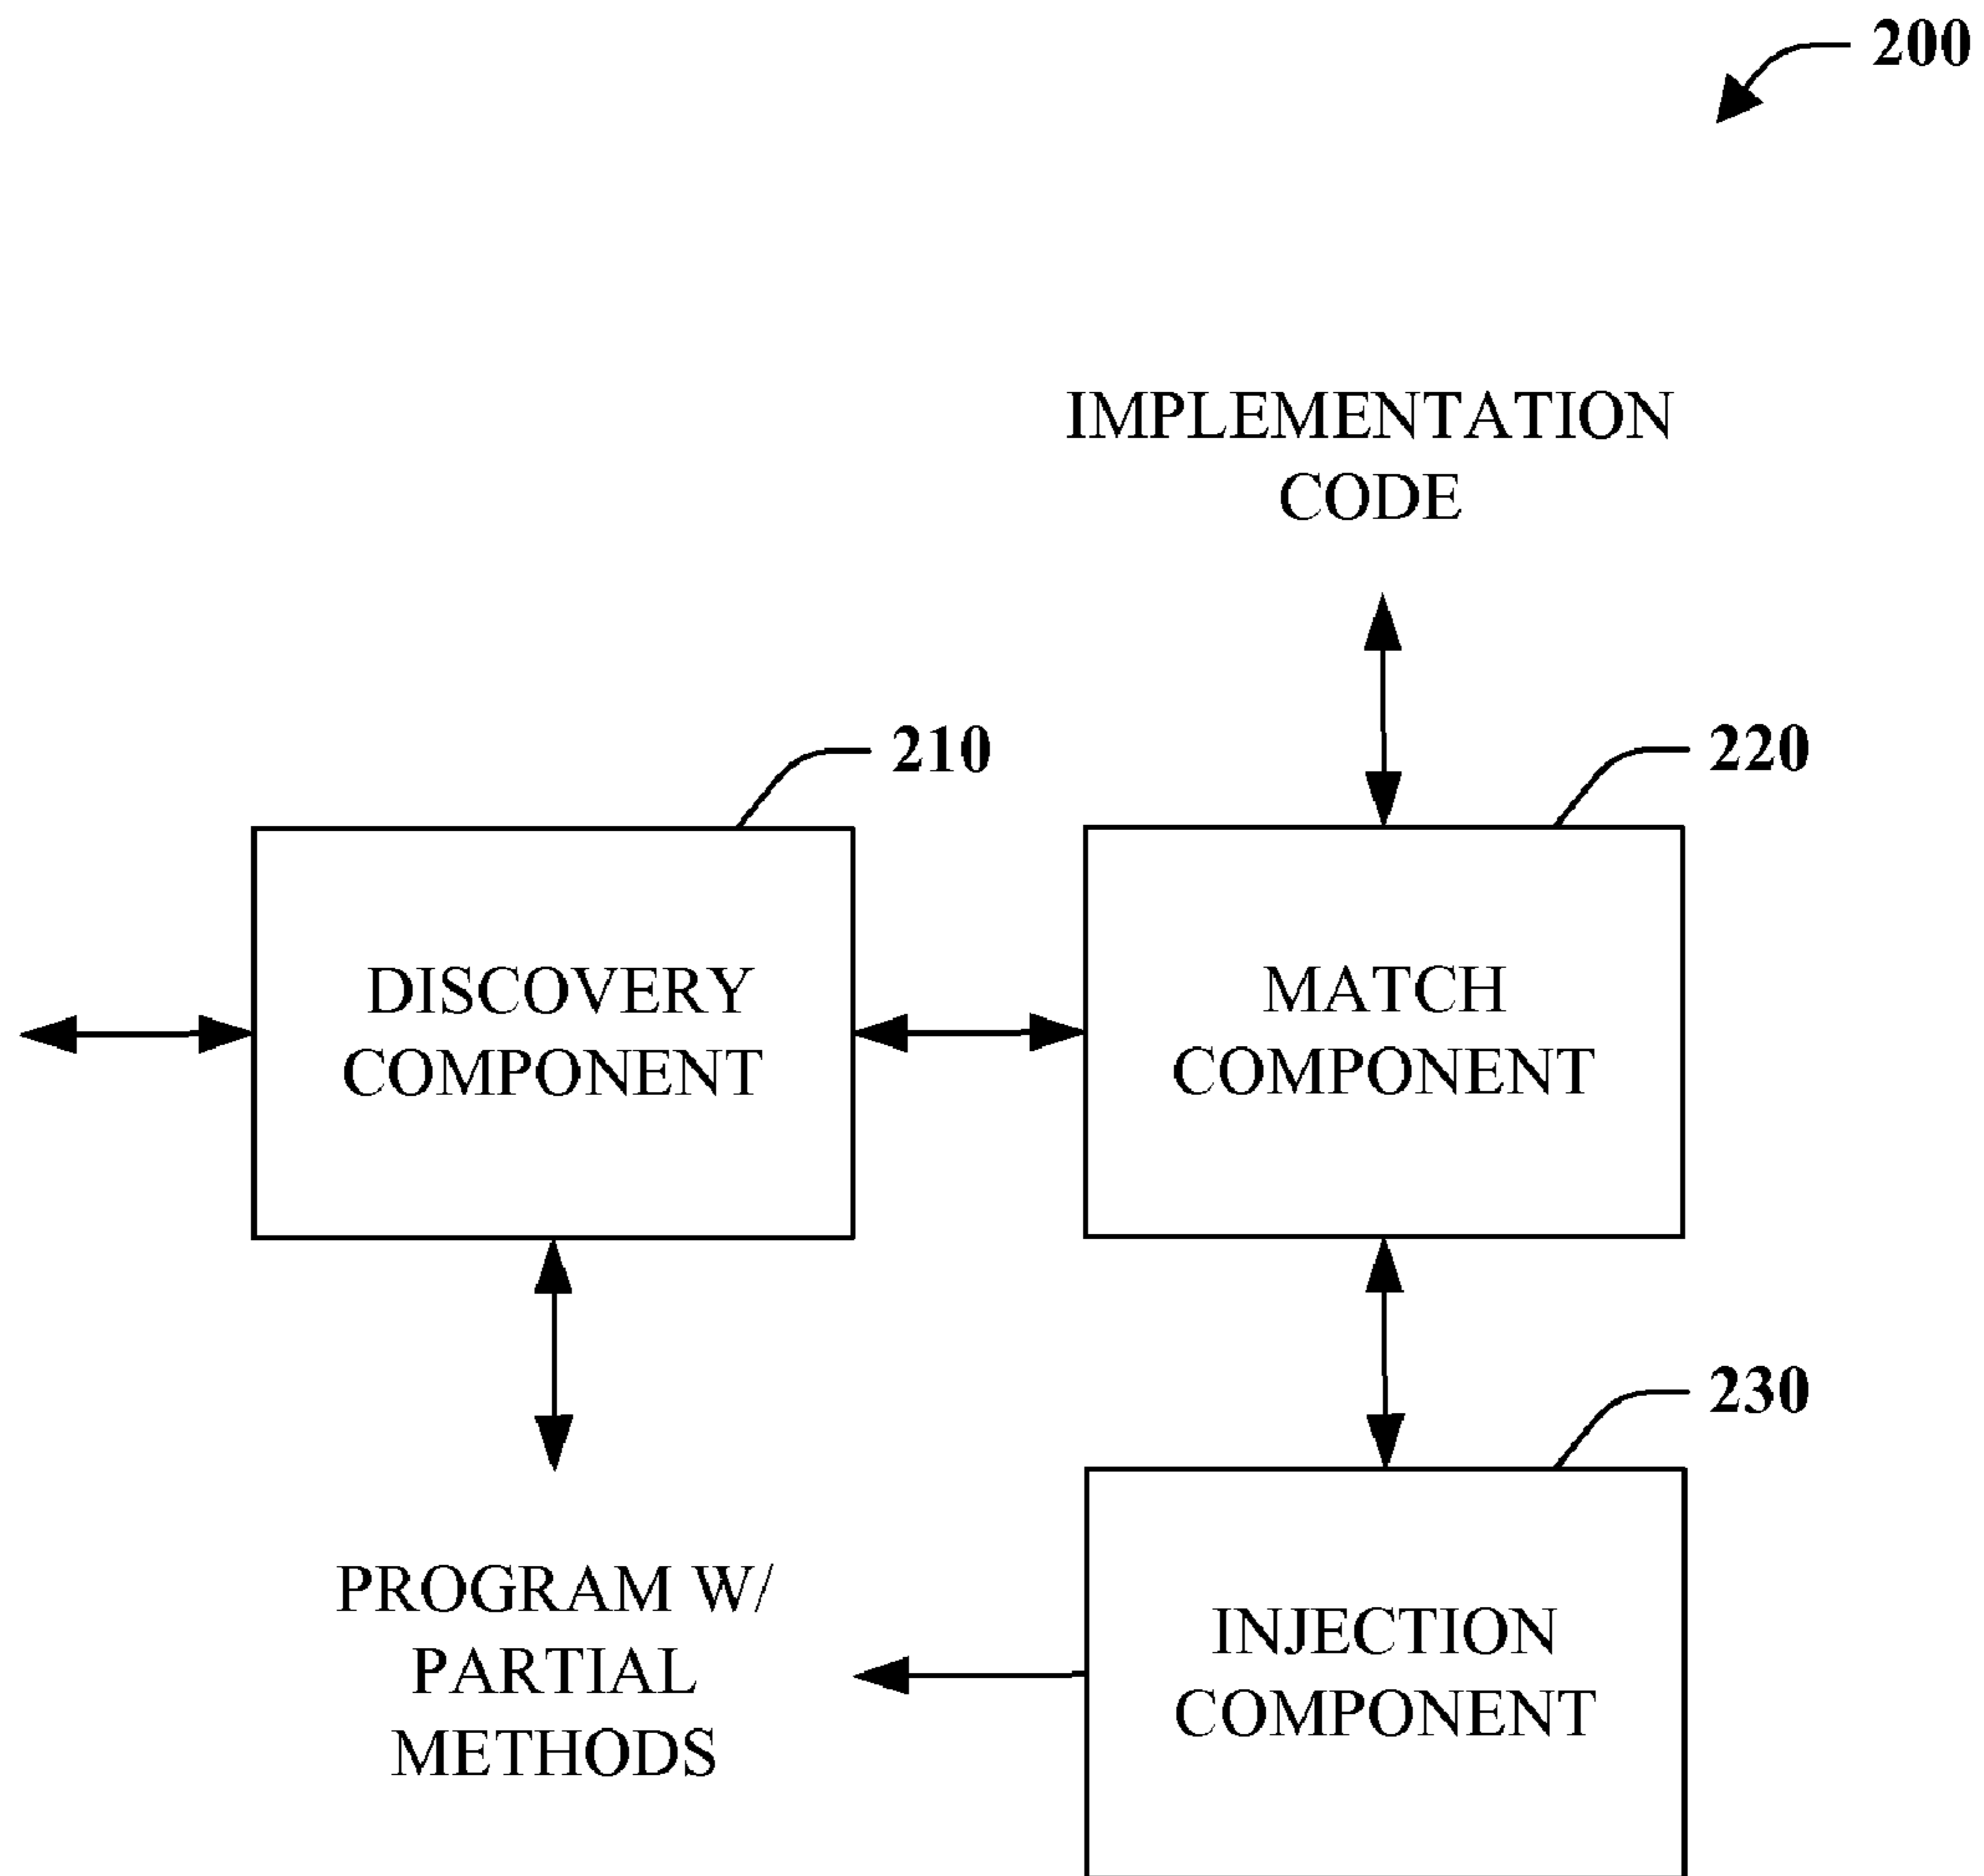 200
IMPLEMENTATION
CODE
210
220
DISCOVERY
COMPONENT
MATCH
COMPONENT
230
PROGRAM W/
PARTIAL
METHODS
INJECTION
COMPONENT